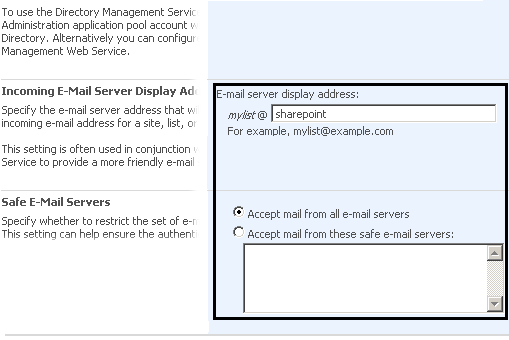 To use the Directory Management Servic
Administration application pool account
Directory. Alternatively you can configur
Management Web Service.
Incoming E-Mail Server Display Add
Specify the e-mail server address that
incoming e-mail address for a site, list, or
This setting is often used in conjunction
Service to provide a more friendly e-mail
E-mail server display address:
mylist @ sharepoint
For example, mylist@example.com
Safe E-Mail Servers
Specify whether to restrict the set of e-m
This setting can help ensure the authent
Accept mail from all e-mail servers
Accept mail from these safe e-mail servers: